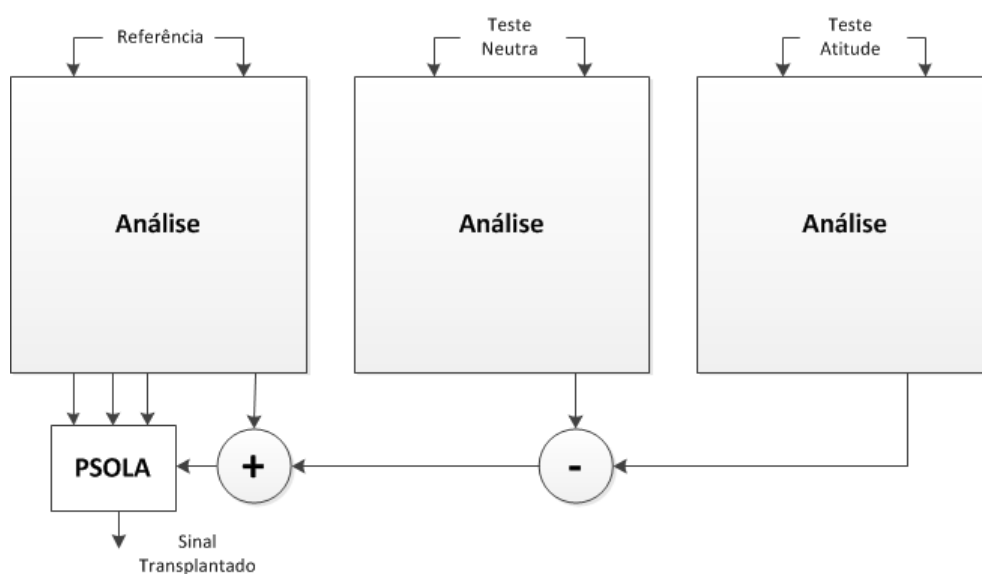 Referência
Teste
Neutra
Teste
Atitude
Análise
Análise
Análise
PSOLA
+
-
Sinal
Transplantado